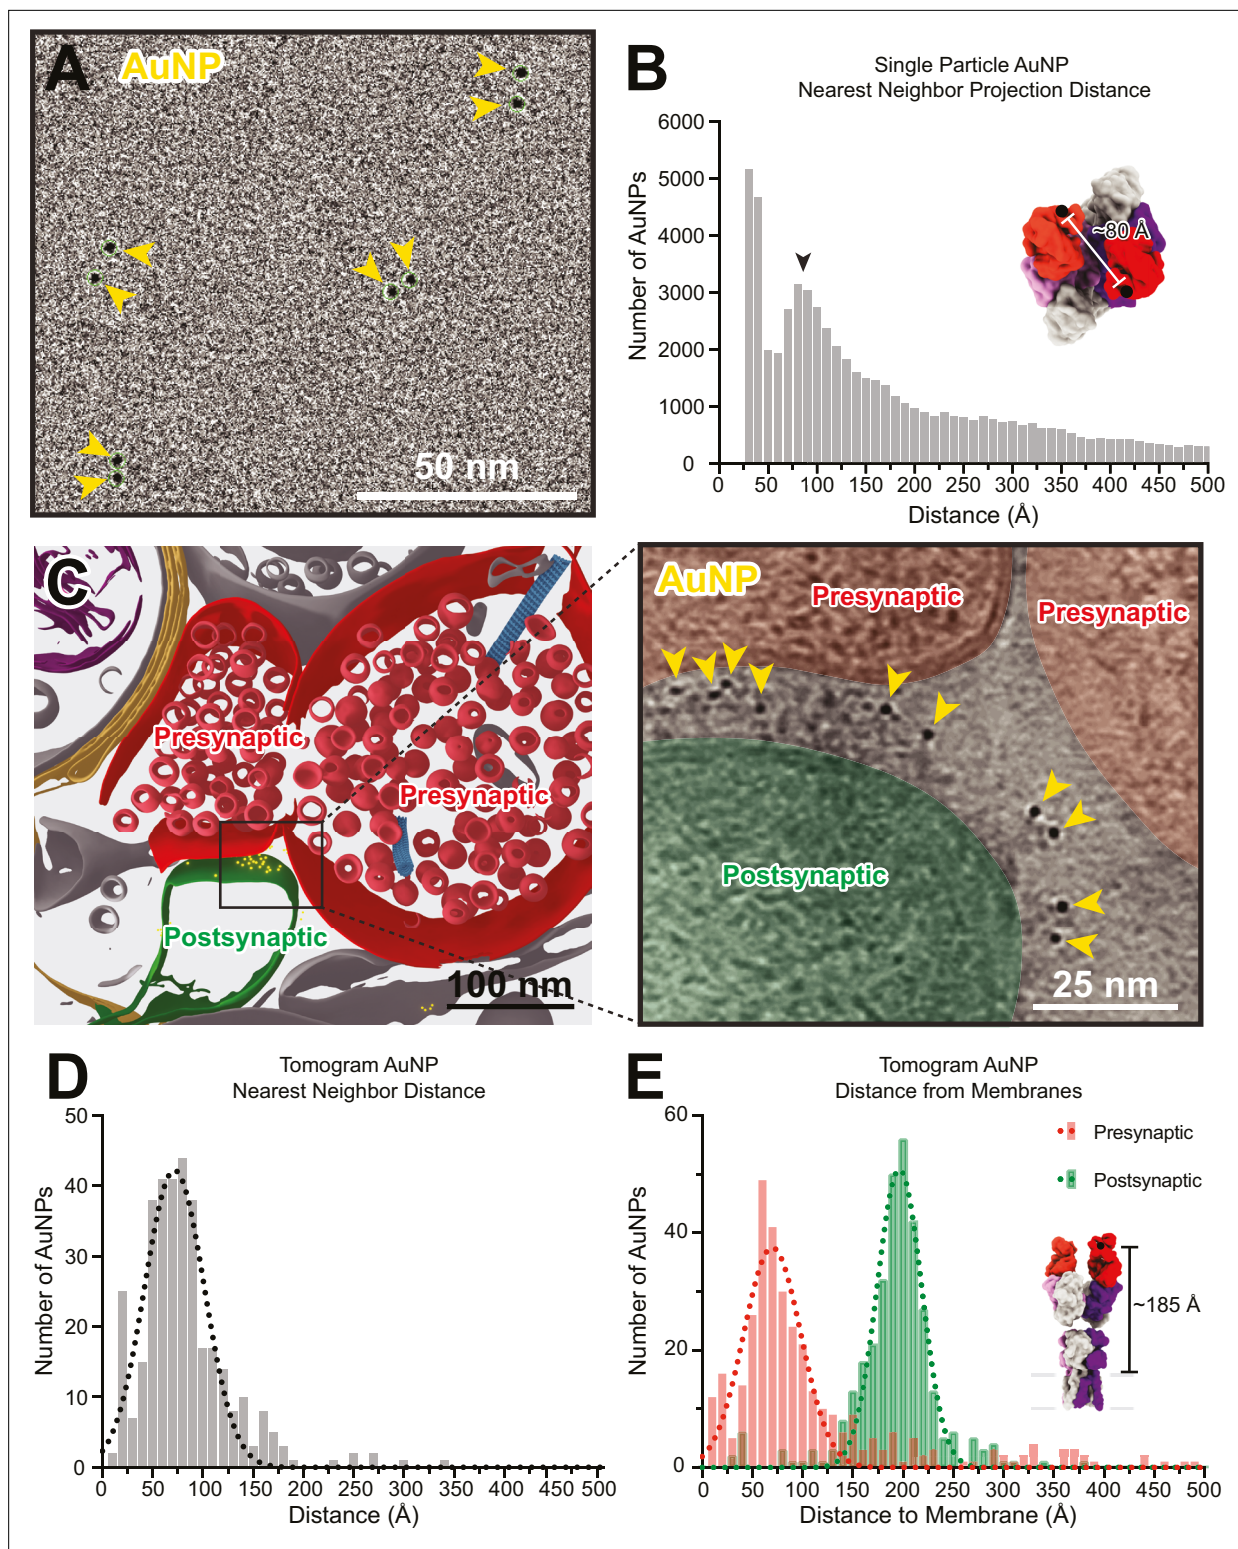 A
AuNP
50 nm
B
Single Particle AuNP
Nearest Neighbor Projection Distance
Number of AuNPs
6000
5000
4000
3000
2000
1000
0
~80 Å
0 50 100 150 200 250 300 350 400 450 500
Distance (Å)
C
Presynaptic
Presynaptic
Postsynaptic
100 nm
AuNP
Presynaptic
Presynaptic
Postsynaptic
25 nm
D
Tomogram AuNP
Nearest Neighbor Distance
Number of AuNPs
50
40
30
20
10
0
0 50 100 150 200 250 300 350 400 450 500
Distance (Å)
E
Tomogram AuNP
Distance from Membranes
Number of AuNPs
60
40
20
0
Presynaptic
Postsynaptic
~185 Å
0 50 100 150 200 250 300 350 400 450 500
Distance to Membrane (Å)